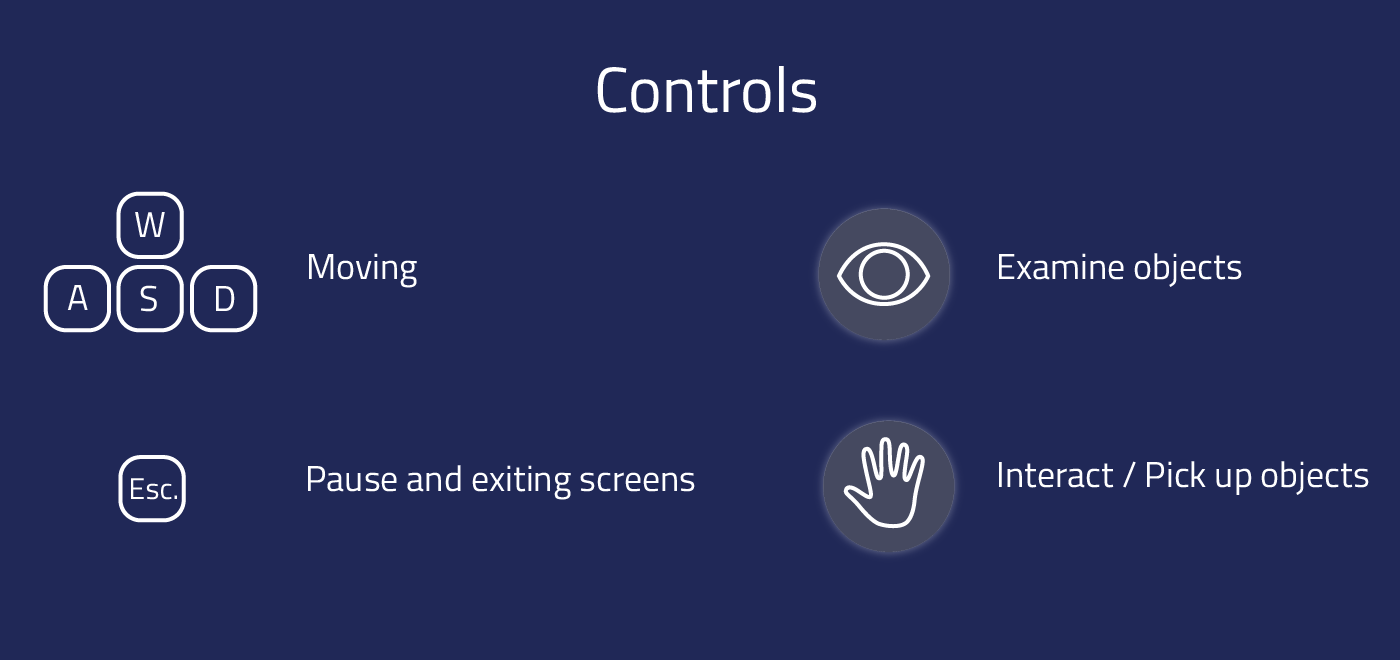 Controls
W
A S D
Moving
Examine objects
Esc.
Pause and exiting screens
Interact / Pick up objects